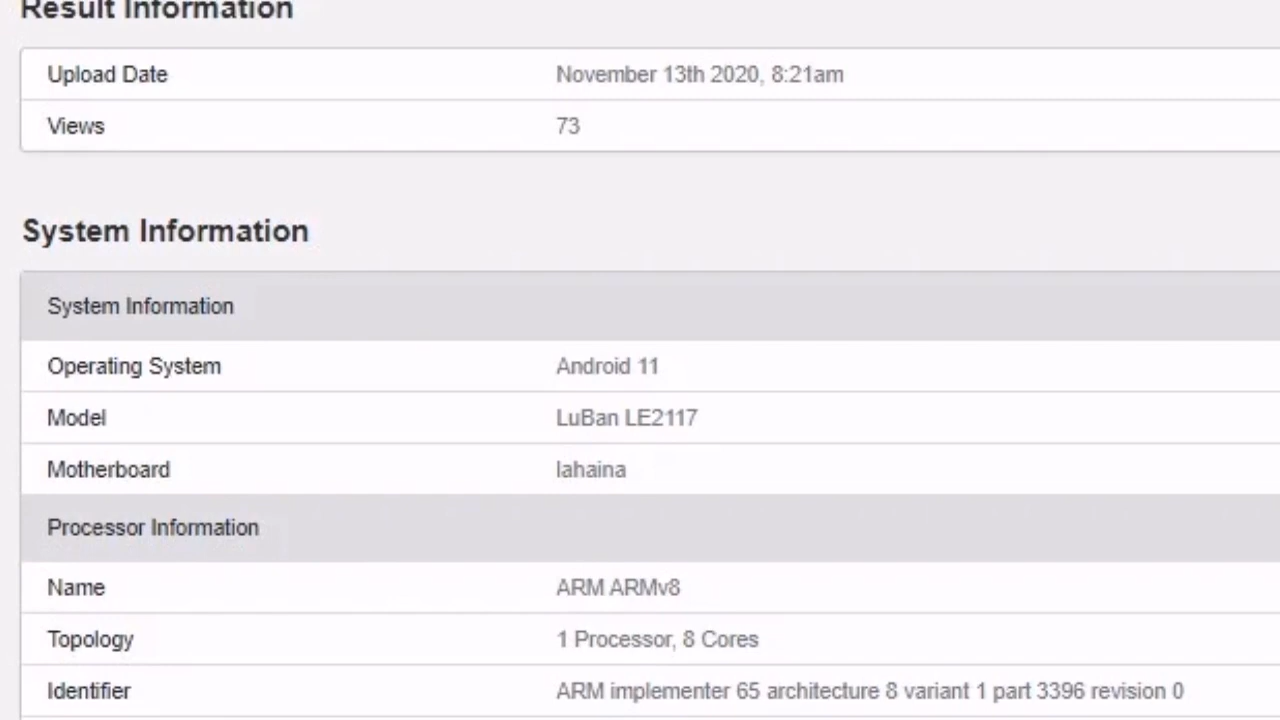 Result Information
Upload Date November 13th 2020, 8:21am
Views 73
System Information
System Information
Operating System Android 11
Model LuBan LE2117
Motherboard lahaina
Processor Information
Name ARM ARMv8
Topology 1 Processor, 8 Cores
Identifier ARM implementer 65 architecture 8 variant 1 part 3396 revision 0